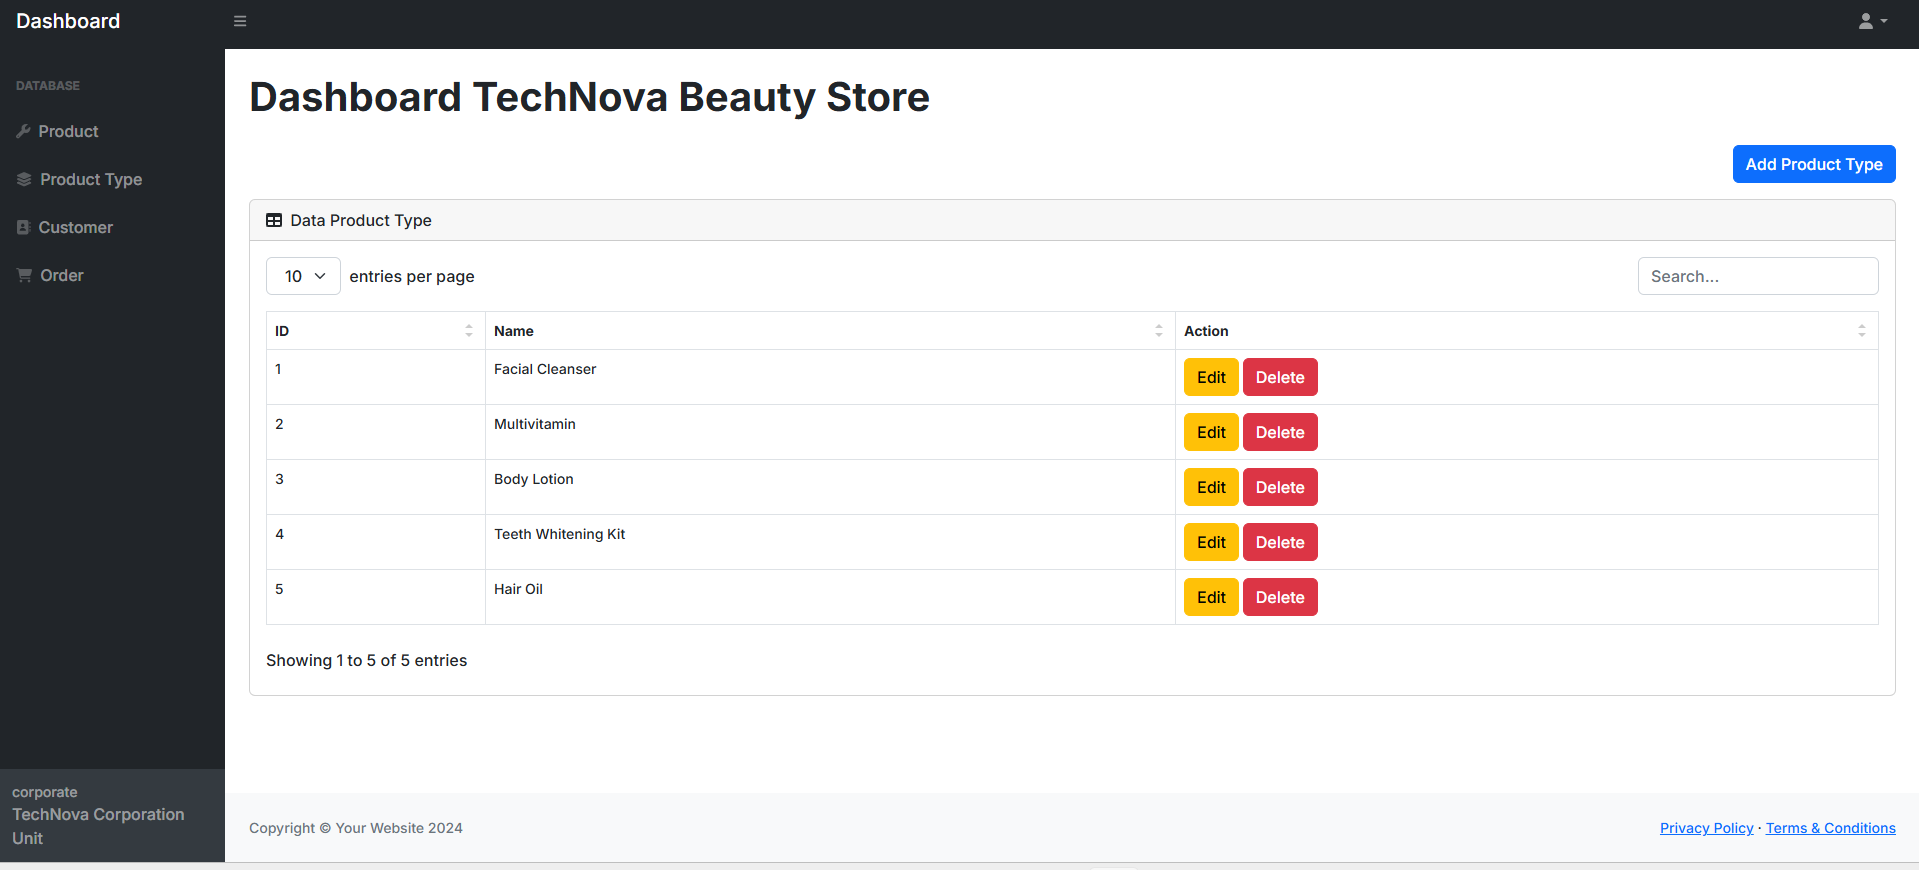 Dashboard
DATABASE
Product
Product Type
Customer
Order
corporate
TechNova Corporation
Unit
Dashboard TechNova Beauty Store
Add Product Type
Data Product Type
10 entries per page
Search...
ID Name Action
1 Facial Cleanser Edit Delete
2 Multivitamin Edit Delete
3 Body Lotion Edit Delete
4 Teeth Whitening Kit Edit Delete
5 Hair Oil Edit Delete
Showing 1 to 5 of 5 entries
Copyright © Your Website 2024
Privacy Policy · Terms & Conditions